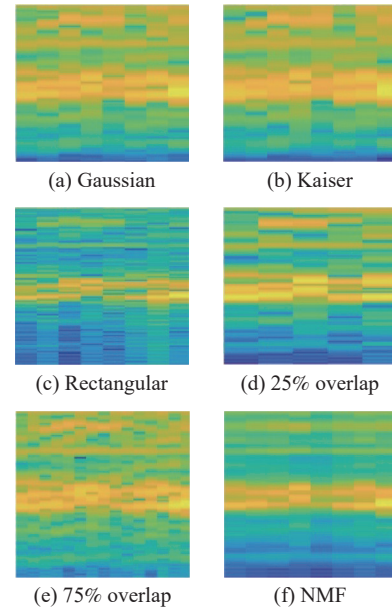 (a) Gaussian
(b) Kaiser
(c) Rectangular
(d) 25% overlap
(e) 75% overlap
(f) NMF